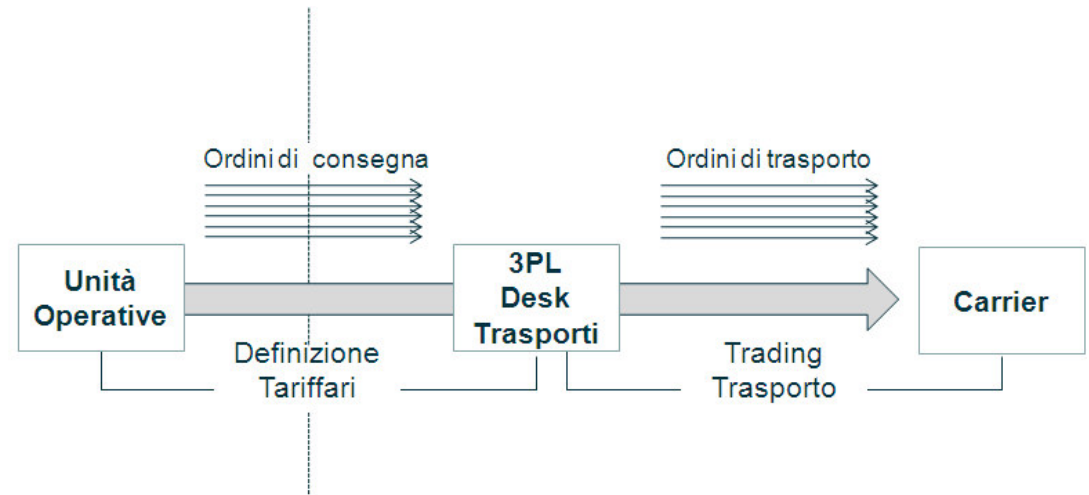 Ordini di consegna
Ordini di trasporto
Unità
Operative
3PL
Desk
Trasporti
Carrier
Definizione
Tariffari
Trading
Trasporto